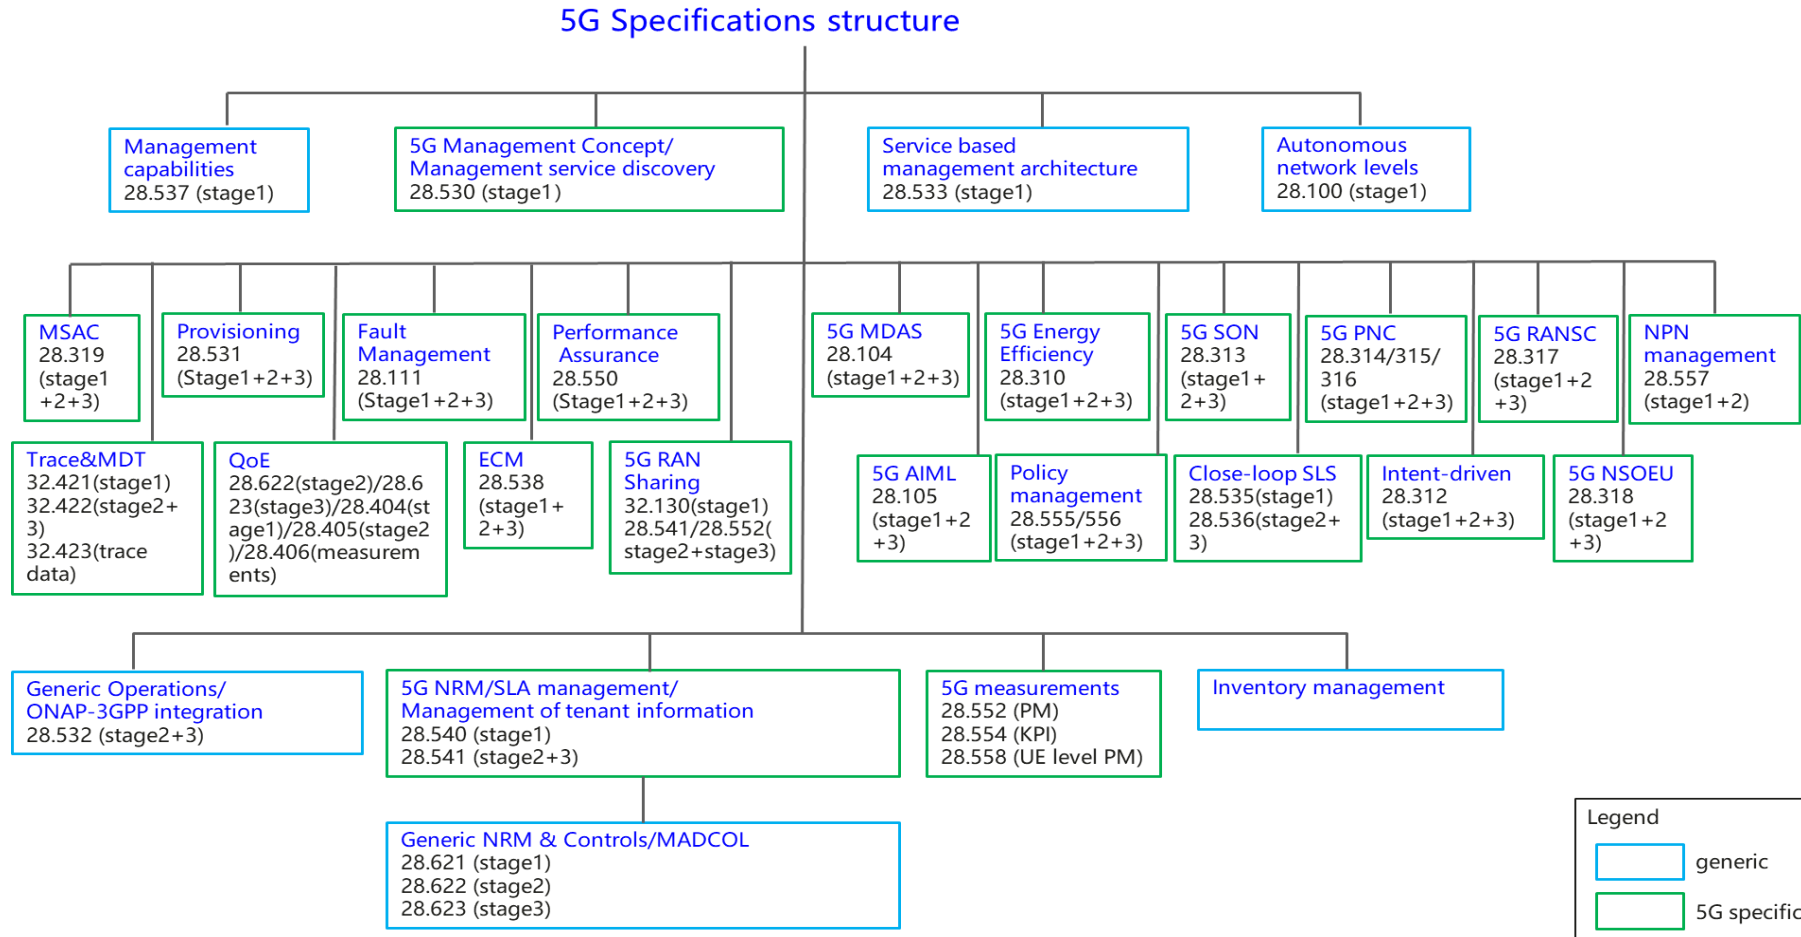 5G Specifications structure
Management
capabilities
28.537 (stage1)
5G Management Concept/
Management service discovery
28.530 (stage1)
Service based
management architecture
28.533 (stage1)
Autonomous
network levels
28.100 (stage1)
MSAC
28.319
(stage1
+2+3)
Provisioning
28.531
(Stage1+2+3)
Fault
Management
28.111
(Stage1+2+3)
Performance
Assurance
28.550
(Stage1+2+3)
5G MDAS
28.104
(stage1+2+3)
5G Energy
Efficiency
28.310
(stage1+2+3)
5G SON
28.313
(stage1+
2+3)
5G PNC
28.314/315/
316
(stage1+2+3)
5G RANSC
28.317
(stage1+2
+3)
NPN
management
28.557
(stage1+2)
Trace&MDT
32.421(stage1)
32.422(stage2+
3)
32.423(trace
data)
QoE
28.622(stage2)/28.6
23(stage3)/28.404(st
age1)/28.405(stage2
)/28.406(measurem
ents)
ECM
28.538
(stage1+
2+3)
5G RAN
Sharing
32.130(stage1)
28.541/28.552(
stage2+stage3)
5G AIML
28.105
(stage1+2
+3)
Policy
management
28.555/556
(stage1+2+3)
Close-loop SLS
28.535(stage1)
28.536(stage2+
3)
Intent-driven
28.312
(stage1+2+3)
5G NSOEU
28.318
(stage1+2
+3)
Generic Operations/
ONAP-3GPP integration
28.532 (stage2+3)
5G NRM/SLA management/
Management of tenant information
28.540 (stage1)
28.541 (stage2+3)
5G measurements
28.552 (PM)
28.554 (KPI)
28.558 (UE level PM)
Inventory management
Generic NRM & Controls/MADCOL
28.621 (stage1)
28.622 (stage2)
28.623 (stage3)
Legend
generic
5G specific